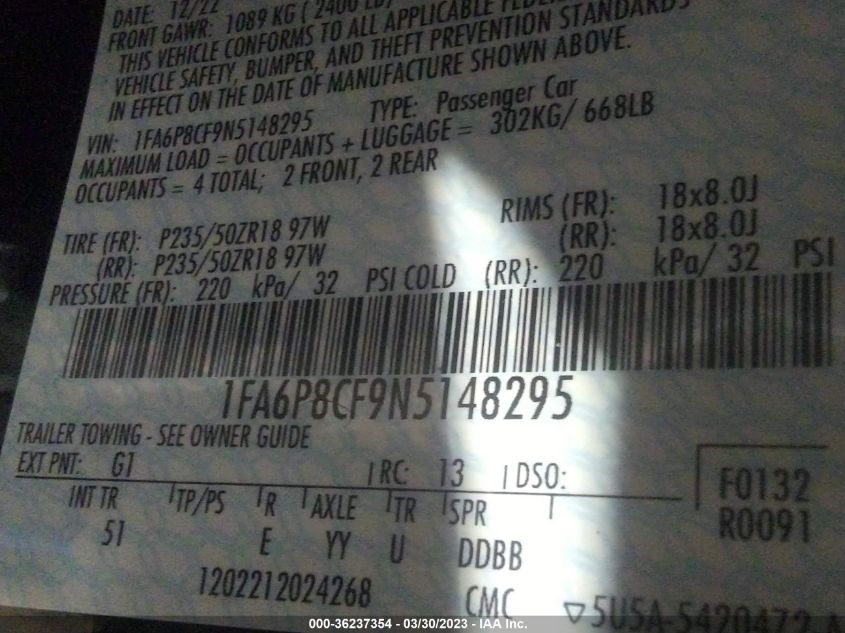 DATE: 12/22
FRONT GAWR: 1089 KG ( 2400 LB)
THIS VEHICLE CONFORMS TO ALL APPLICABLE
VEHICLE SAFETY, BUMPER, AND THEFT PREVENTION STANDARDS
IN EFFECT ON THE DATE OF MANUFACTURE SHOWN ABOVE.
VIN: 1FA6P8CF9N5148295 TYPE: Passenger Car
MAXIMUM LOAD = OCCUPANTS + LUGGAGE = 302KG/ 668LB
OCCUPANTS = 4 TOTAL; 2 FRONT, 2 REAR
TIRE (FR): P235/50ZR18 97W RIMS (FR): 18x8.0J
(RR): P235/50ZR18 97W (RR): 18x8.0J
PRESSURE (FR): 220 kPa/ 32 PSI COLD (RR): 220 kPa/ 32 PSI
1FA6P8CF9N5148295
TRAILER TOWING - SEE OWNER GUIDE
EXT PNT: G1 RC: 13 DSO:
F0132
R0091
INT TR TP/PS R AXLE TR SPR
51 E YY U DDBB
1202212024268
CMC ▽5U5A-5420472
000-36237354 - 03/30/2023 - IAA Inc.